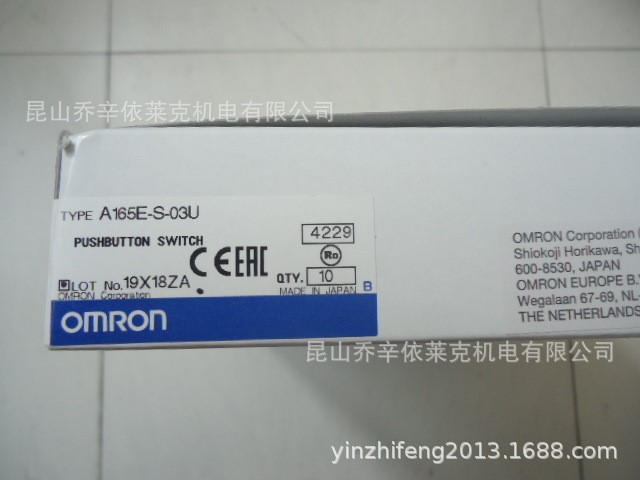 昆山乔辛依莱克机电有限公司
TYPE A165E-S-03U
PUSHBUTTON SWITCH
4229
CE EAC Ro
LOT No. 19X18ZA
QTY. 10
OMRON Corporation
MADE IN JAPAN B
OMRON
OMRON Corporation
Shiokoji Horikawa, Sh
600-8530, JAPAN
OMRON EUROPE B.
Wegalaan 67-69, NL-
THE NETHERLANDS
昆山乔辛依莱克机电有限公司
yinzhifeng2013.1688.com